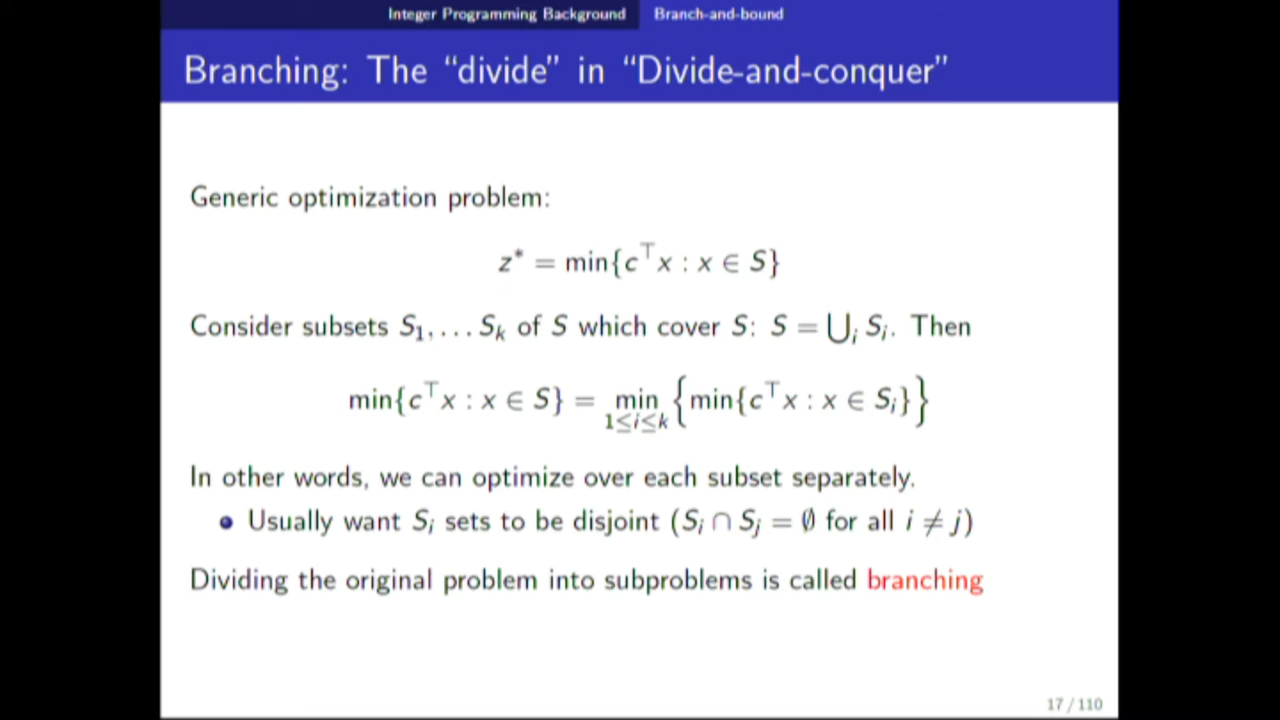 Integer Programming Background Branch-and-bound
Branching: The “divide” in “Divide-and-conquer”
Generic optimization problem:
z* = min{c⊤x : x ∈ S}
Consider subsets S₁, . . . Sₖ of S which cover S: S = ⋃ᵢ Sᵢ. Then
min{c⊤x : x ∈ S} = min 1≤i≤k {min{c⊤x : x ∈ Sᵢ}}
In other words, we can optimize over each subset separately.
Usually want Sᵢ sets to be disjoint (Sᵢ ∩ Sⱼ = ∅ for all i ≠ j)
Dividing the original problem into subproblems is called branching
17 / 110